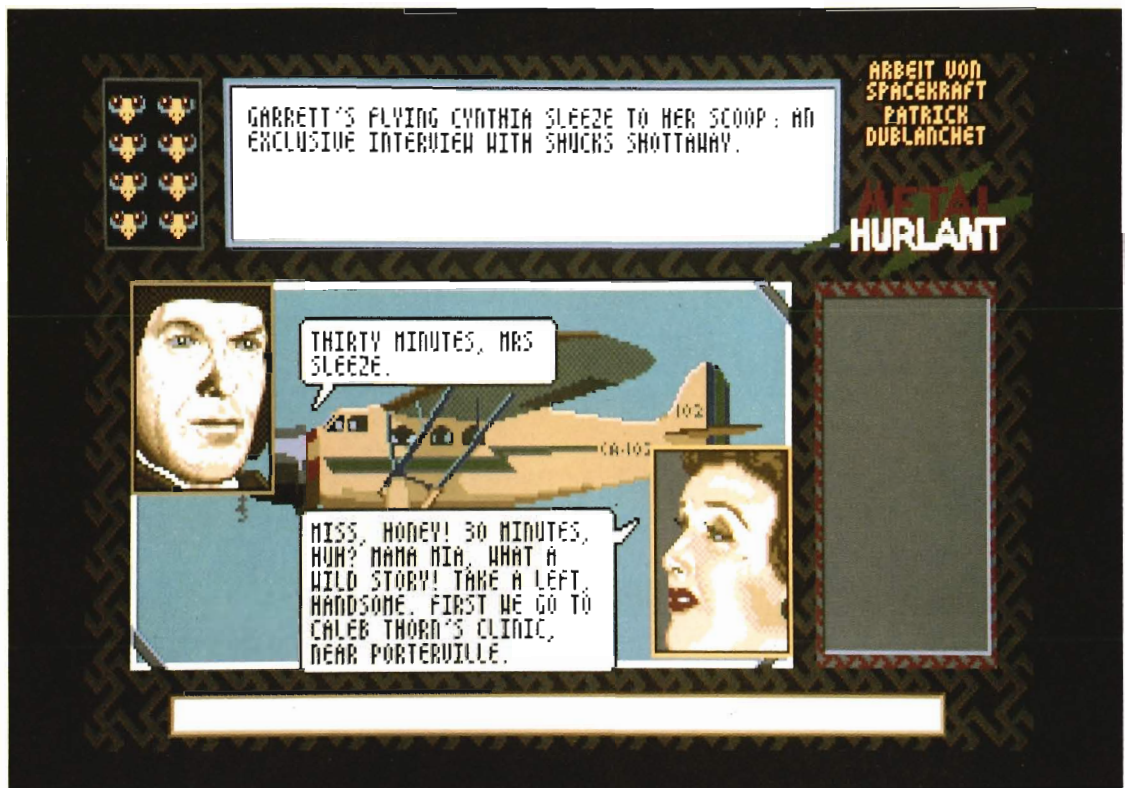 GARRETT'S FLYING CYNTHIA SLEEZE TO HER SCOOP : AN
EXCLUSIVE INTERVIEW WITH SHUCKS SHOTTAWAY.
ARBEIT VON
SPACEKRAFT
PATRICK
DUBLANCHET
METAL
HURLANT
THIRTY MINUTES, MRS
SLEEZE.
102
CA-102
MISS, HONEY! 30 MINUTES,
HUH? MAMA MIA, WHAT A
WILD STORY! TAKE A LEFT,
HANDSOME. FIRST WE GO TO
CALEB THORN'S CLINIC,
NEAR PORTERVILLE.